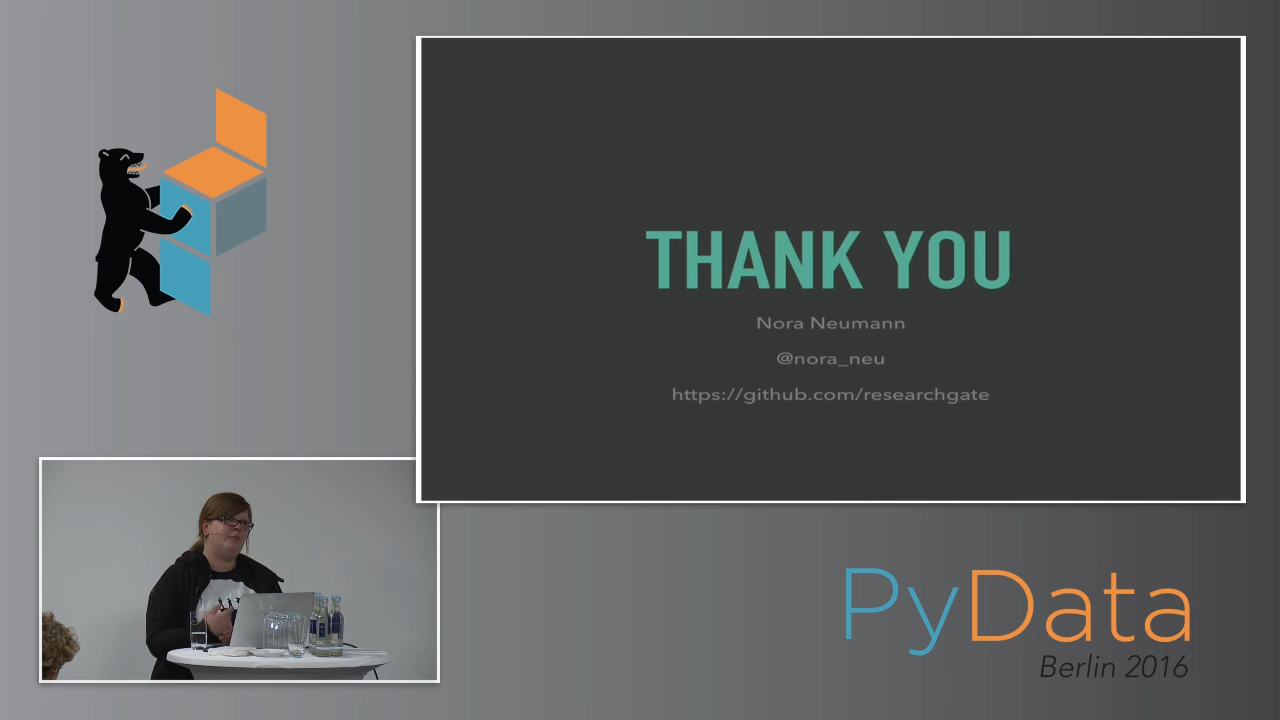 THANK YOU
Nora Neumann
@nora_neu
https://github.com/researchgate
PyData
Berlin 2016